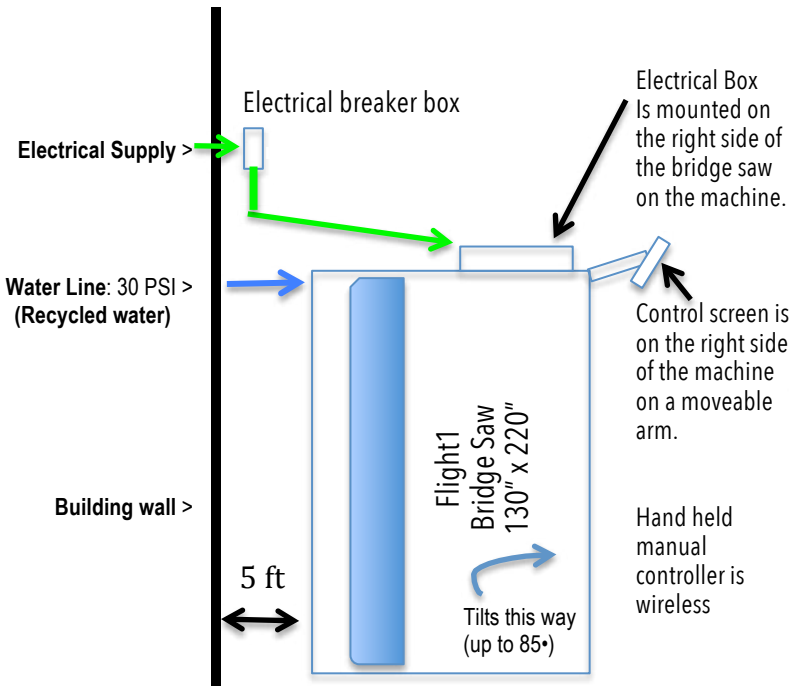 Electrical breaker box
Electrical Supply >
Electrical Box
Is mounted on
the right side of
the bridge saw
on the machine.
Water Line: 30 PSI >
(Recycled water)
Control screen is
on the right side
of the machine
on a moveable
arm.
Flight1
Bridge Saw
130” x 220”
Building wall >
Hand held
manual
controller is
wireless
5 ft
Tilts this way
(up to 85•)